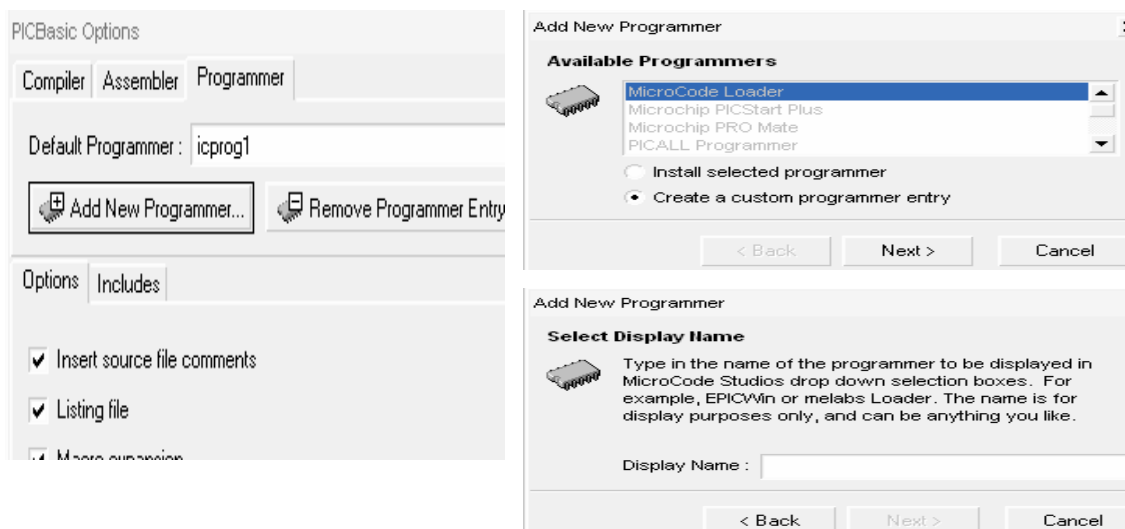 PICBasic Options
Compiler Assembler Programmer
Default Programmer : icprog1
Add New Programmer... Remove Programmer Entry
Options Includes
Insert source file comments
Listing file
Macro expansion
Add New Programmer
Available Programmers
MicroCode Loader
Microchip PICStart Plus
Microchip PRO Mate
PICALL Programmer
Install selected programmer
Create a custom programmer entry
< Back Next > Cancel
Add New Programmer
Select Display Name
Type in the name of the programmer to be displayed in
MicroCode Studios drop down selection boxes. For
example, EPICWin or melabs Loader. The name is for
display purposes only, and can be anything you like.
Display Name :
< Back Next > Cancel